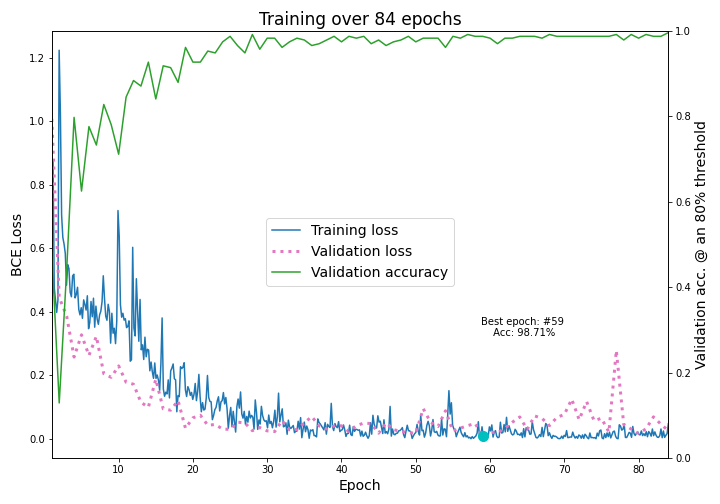 Training over 84 epochs
1.2
1.0
0.8
0.6
0.4
0.2
0.0
BCE Loss
Training loss
Validation loss
Validation accuracy
Best epoch: #59
Acc: 98.71%
1.0
0.8
0.6
0.4
0.2
0.0
Validation acc. @ an 80% threshold
10 20 30 40 50 60 70 80
Epoch